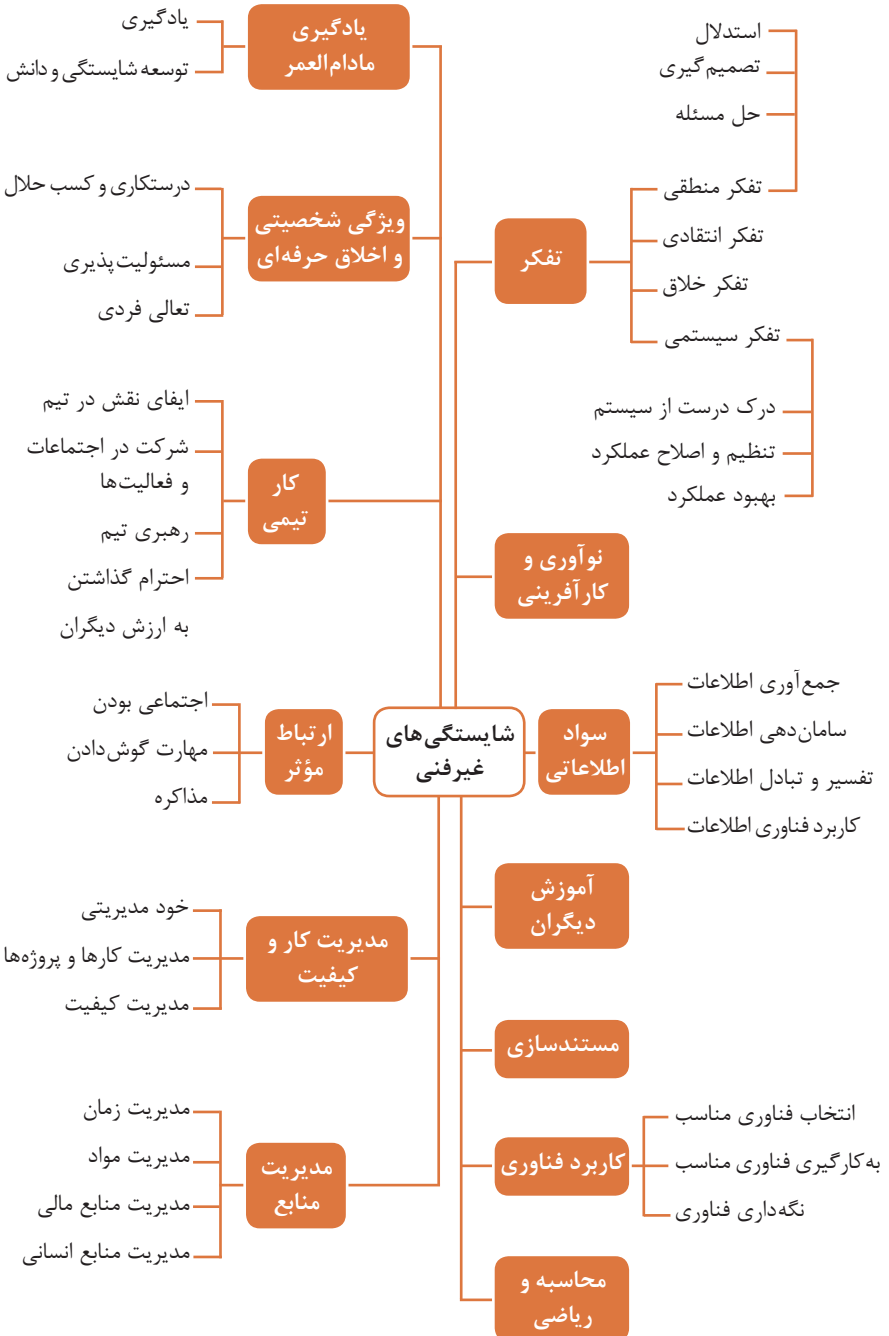 شایستگی‌های
غیرفنی
تفکر
استدلال
تصمیم‌گیری
حل مسئله
تفکر منطقی
تفکر انتقادی
تفکر خلاق
تفکر سیستمی
درک درست از سیستم
تنظیم و اصلاح عملکرد
بهبود عملکرد
نوآوری و
کارآفرینی
سواد
اطلاعاتی
جمع‌آوری اطلاعات
سامان‌دهی اطلاعات
تفسیر و تبادل اطلاعات
کاربرد فناوری اطلاعات
آموزش
دیگران
مستندسازی
کاربرد فناوری
انتخاب فناوری مناسب
به‌کارگیری فناوری مناسب
نگه‌داری فناوری
محاسبه و
ریاضی
یادگیری
مادام‌العمر
یادگیری
توسعه شایستگی و دانش
ویژگی شخصیتی
و اخلاق حرفه‌ای
درستکاری و کسب حلال
مسئولیت‌پذیری
تعالی فردی
کار
تیمی
ایفای نقش در تیم
شرکت در اجتماعات
و فعالیت‌ها
رهبری تیم
احترام گذاشتن
به ارزش دیگران
ارتباط
مؤثر
اجتماعی بودن
مهارت گوش‌دادن
مذاکره
مدیریت کار و
کیفیت
خود مدیریتی
مدیریت کارها و پروژه‌ها
مدیریت کیفیت
مدیریت
منابع
مدیریت زمان
مدیریت مواد
مدیریت منابع مالی
مدیریت منابع انسانی